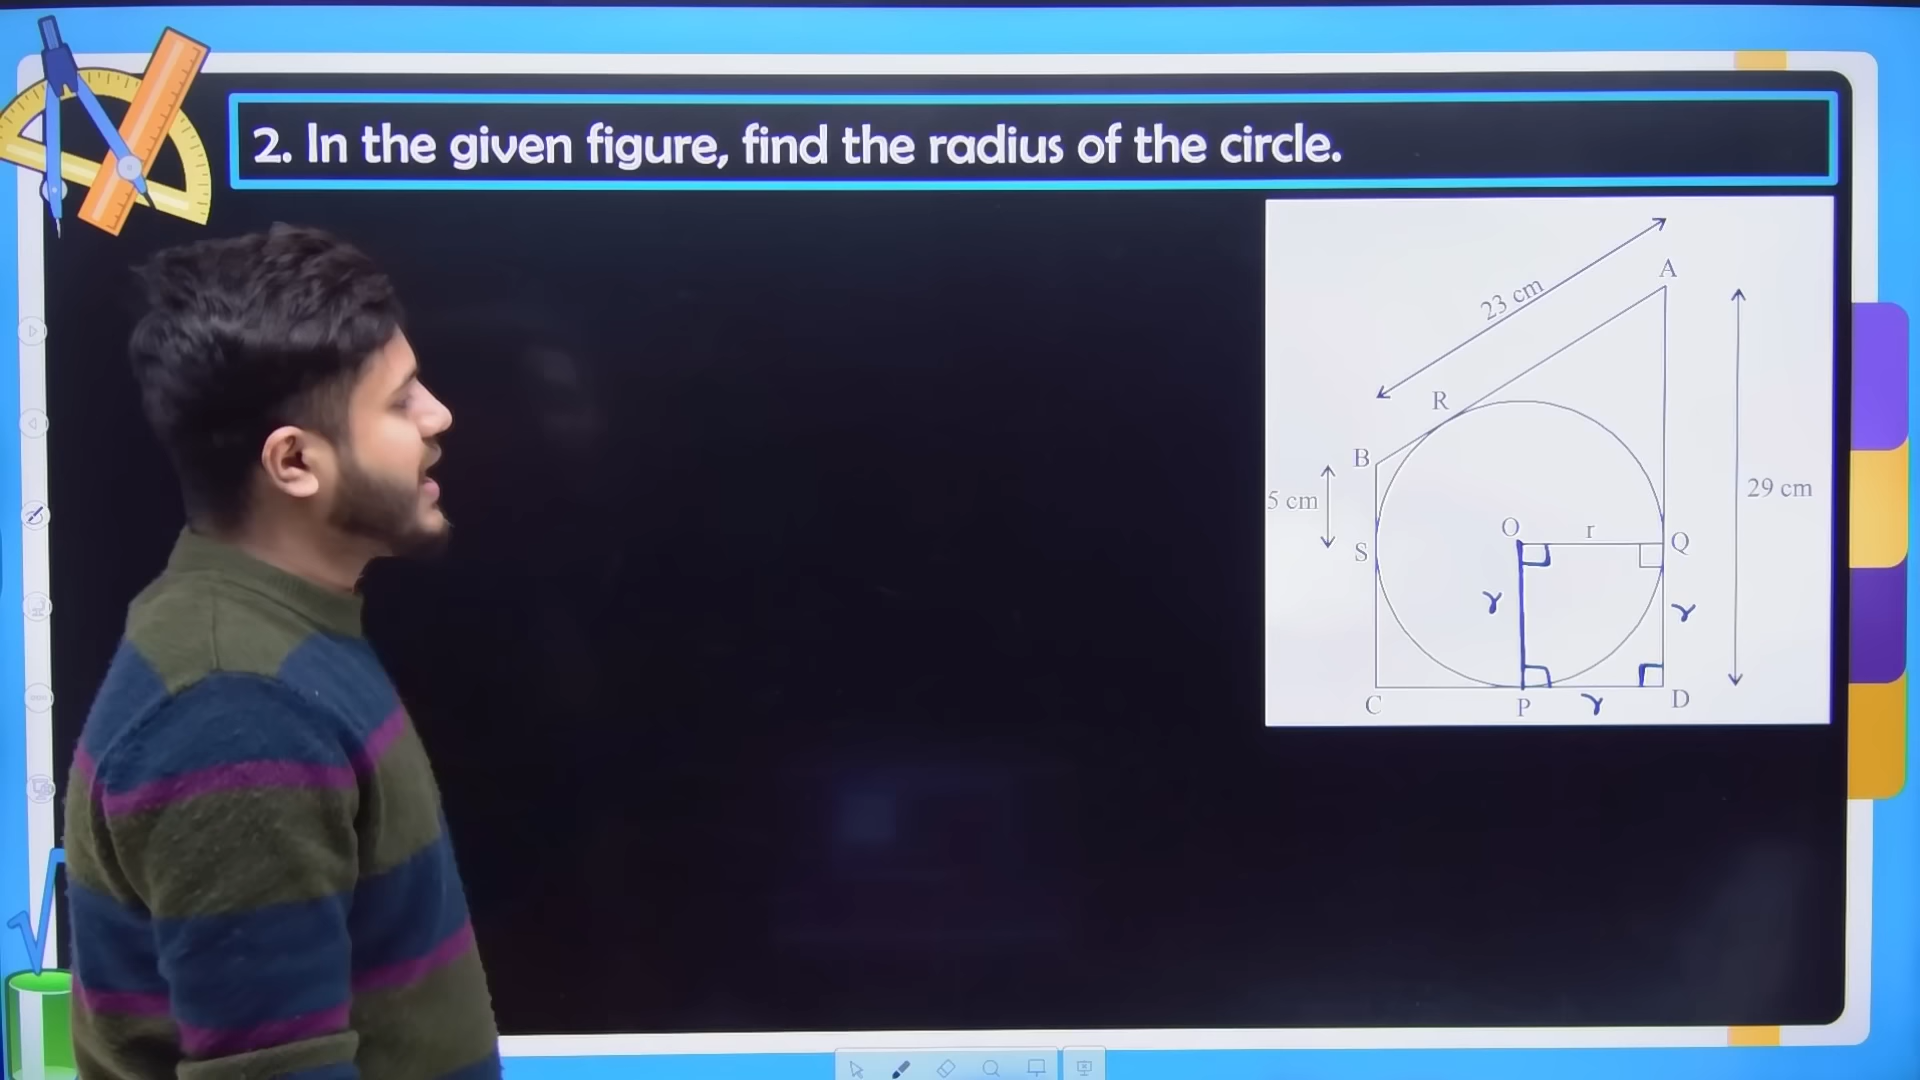 2. In the given figure, find the radius of the circle.
A
23 cm
R
B
5 cm
29 cm
O
r
Q
S
r
r
C
P
r
D